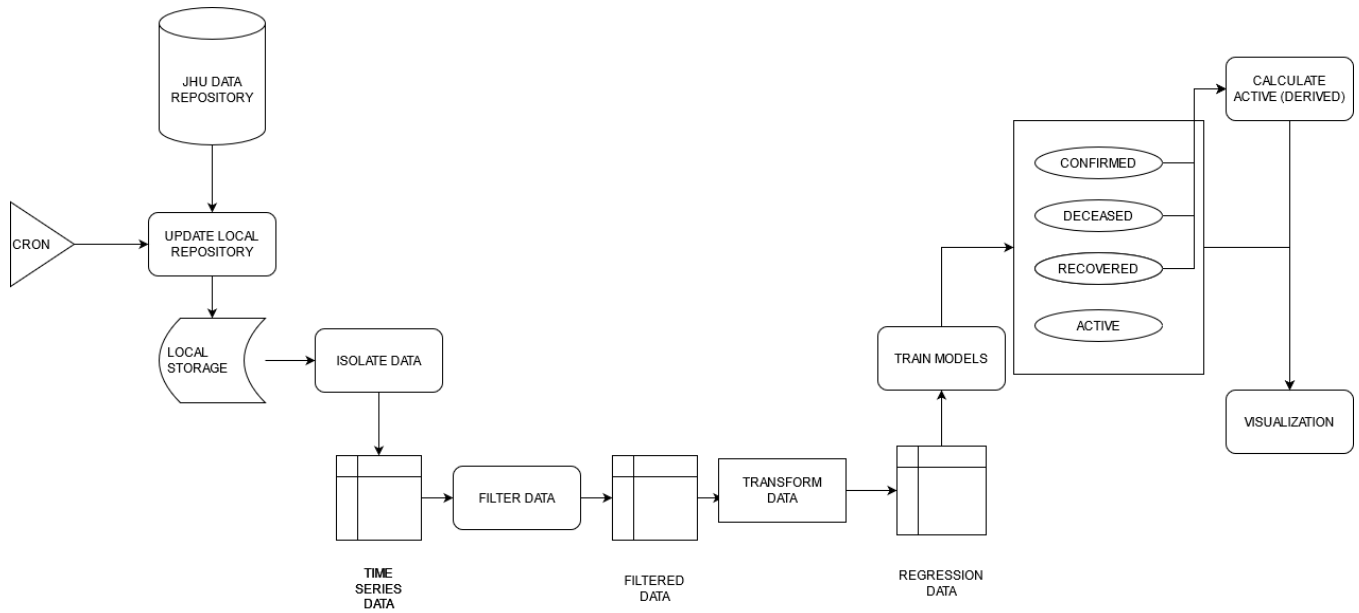 JHU DATA
REPOSITORY
CRON
UPDATE LOCAL
REPOSITORY
LOCAL
STORAGE
ISOLATE DATA
TIME
SERIES
DATA
FILTER DATA
FILTERED
DATA
TRANSFORM
DATA
REGRESSION
DATA
TRAIN MODELS
CONFIRMED
DECEASED
RECOVERED
ACTIVE
CALCULATE
ACTIVE (DERIVED)
VISUALIZATION